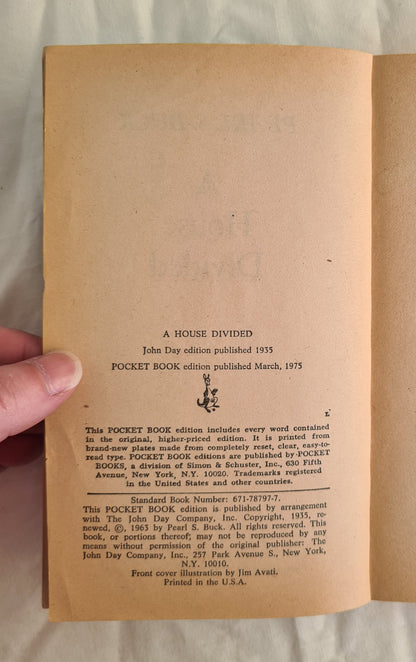 A HOUSE DIVIDED
John Day edition published 1935
POCKET BOOK edition published March, 1975
L
This POCKET BOOK edition includes every word contained
in the original, higher-priced edition. It is printed from
brand-new plates made from completely reset, clear, easy-to-
read type. POCKET BOOK editions are published by POCKET
BOOKS, a division of Simon & Schuster, Inc., 630 Fifth
Avenue, New York, N.Y. 10020. Trademarks registered
in the United States and other countries.
Standard Book Number: 671-78797-7.
This POCKET BOOK edition is published by arrangement
with The John Day Company, Inc. Copyright, 1935, re-
newed, ©, 1963 by Pearl S. Buck. All rights reserved. This
book, or portions thereof, may not be reproduced by any
means without permission of the original publisher: The
John Day Company, Inc., 257 Park Avenue S., New York,
N.Y. 10010.
Front cover illustration by Jim Avati.
Printed in the U.S.A.